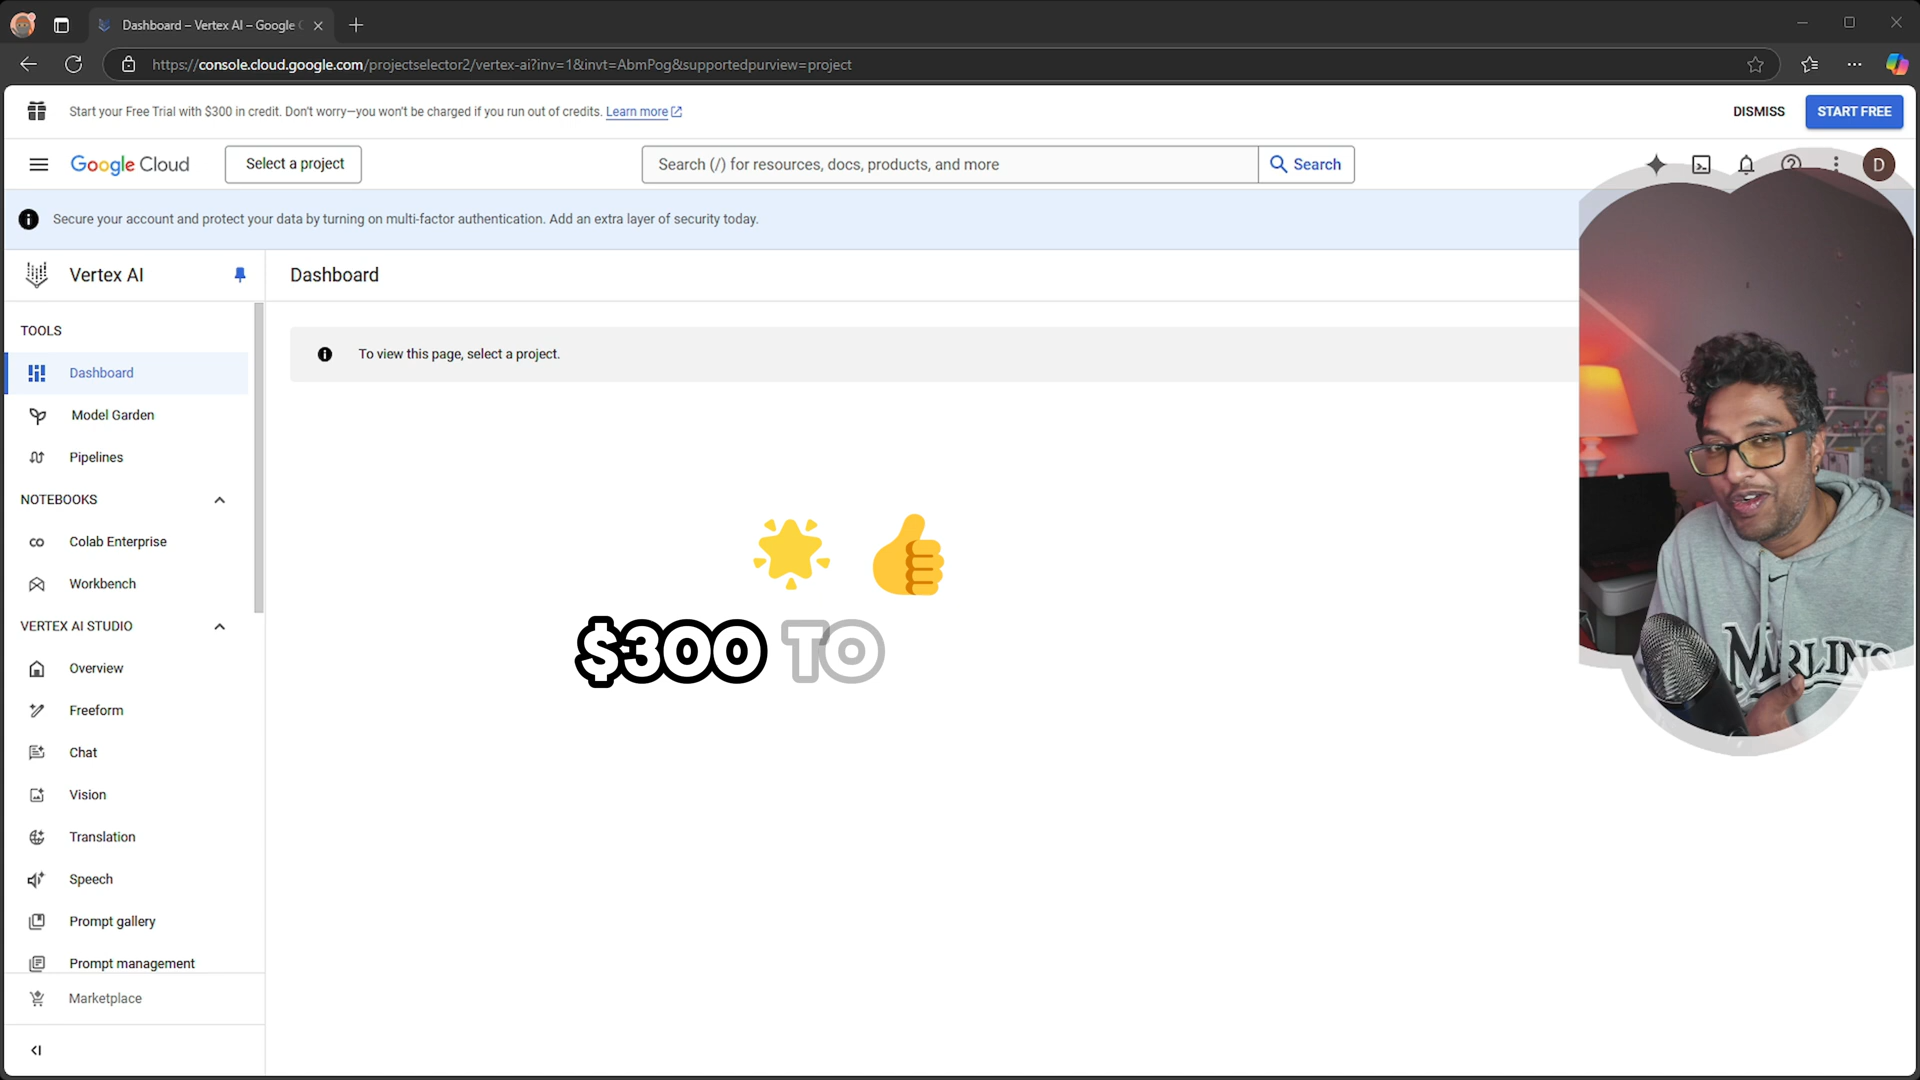 Dashboard – Vertex AI – Google C
https://console.cloud.google.com/projectselector2/vertex-ai?inv=1&invt=AbmPog&supportedpurview=project
Start your Free Trial with $300 in credit. Don't worry—you won't be charged if you run out of credits. Learn more
DISMISS
START FREE
Google Cloud
Select a project
Search (/) for resources, docs, products, and more
Search
D
Secure your account and protect your data by turning on multi-factor authentication. Add an extra layer of security today.
Vertex AI
Dashboard
TOOLS
To view this page, select a project.
Dashboard
Model Garden
Pipelines
NOTEBOOKS
Colab Enterprise
Workbench
VERTEX AI STUDIO
$300 TO
Overview
Freeform
Chat
Vision
Translation
Speech
Prompt gallery
Prompt management
Marketplace